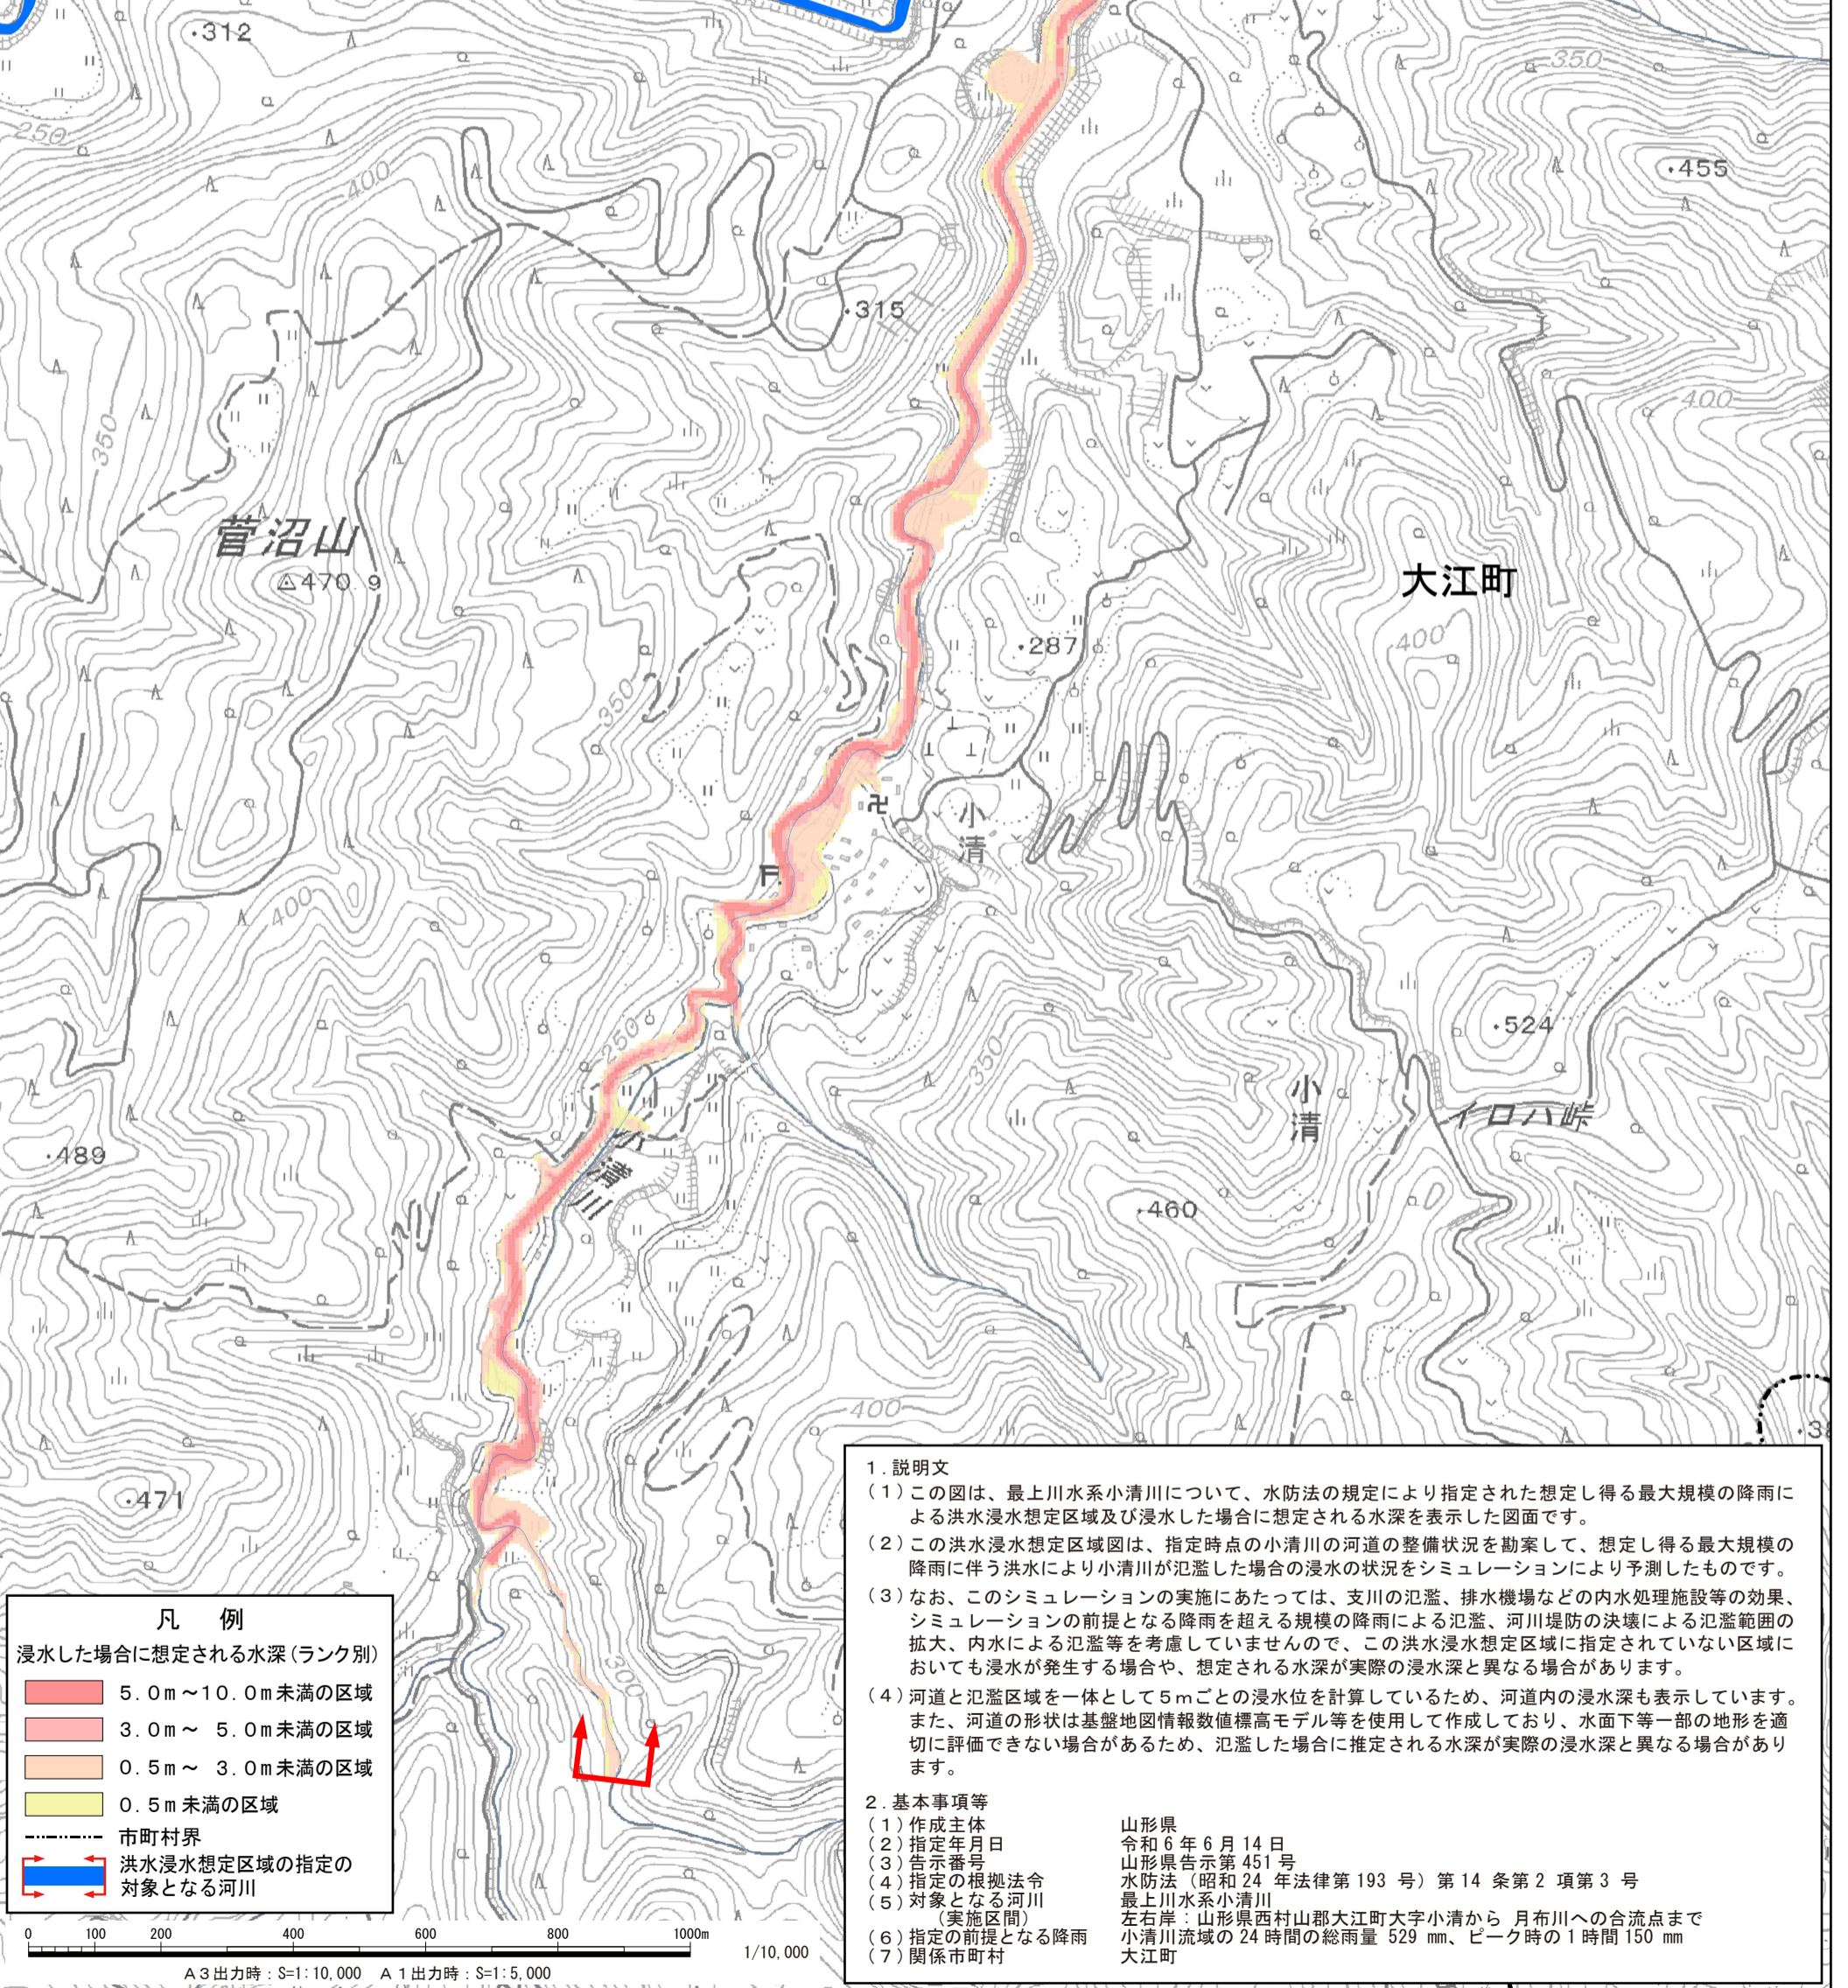 ・312
250
400
350
・455
・315
400
350
菅沼山
470.9
大江町
400
・287
350
小清
卍
400
・524
250
350
小清
イロハ峠
・489
小清川
・460
400
・471
300
凡　例
浸水した場合に想定される水深(ランク別)
5.0m～10.0m未満の区域
3.0m～ 5.0m未満の区域
0.5m～ 3.0m未満の区域
0.5m未満の区域
市町村界
洪水浸水想定区域の指定の
対象となる河川
0 100 200 400 600 800 1000m
1/10,000
A3出力時：S=1:10,000　A1出力時：S=1:5,000
1.説明文
(1)この図は、最上川水系小清川について、水防法の規定により指定された想定し得る最大規模の降雨に
よる洪水浸水想定区域及び浸水した場合に想定される水深を表示した図面です。
(2)この洪水浸水想定区域図は、指定時点の小清川の河道の整備状況を勘案して、想定し得る最大規模の
降雨に伴う洪水により小清川が氾濫した場合の浸水の状況をシミュレーションにより予測したものです。
(3)なお、このシミュレーションの実施にあたっては、支川の氾濫、排水機場などの内水処理施設等の効果、
シミュレーションの前提となる降雨を超える規模の降雨による氾濫、河川堤防の決壊による氾濫範囲の
拡大、内水による氾濫等を考慮していませんので、この洪水浸水想定区域に指定されていない区域に
おいても浸水が発生する場合や、想定される水深が実際の浸水深と異なる場合があります。
(4)河道と氾濫区域を一体として5mごとの浸水位を計算しているため、河道内の浸水深も表示しています。
また、河道の形状は基盤地図情報数値標高モデル等を使用して作成しており、水面下等一部の地形を適
切に評価できない場合があるため、氾濫した場合に推定される水深が実際の浸水深と異なる場合があり
ます。
2.基本事項等
(1)作成主体　山形県
(2)指定年月日　令和6年6月14日
(3)告示番号　山形県告示第451号
(4)指定の根拠法令　水防法（昭和24 年法律第193 号）第14 条第2 項第3 号
(5)対象となる河川　最上川水系小清川
（実施区間）　左右岸：山形県西村山郡大江町大字小清から 月布川への合流点まで
(6)指定の前提となる降雨　小清川流域の24時間の総雨量 529 mm、ピーク時の1時間150 mm
(7)関係市町村　大江町